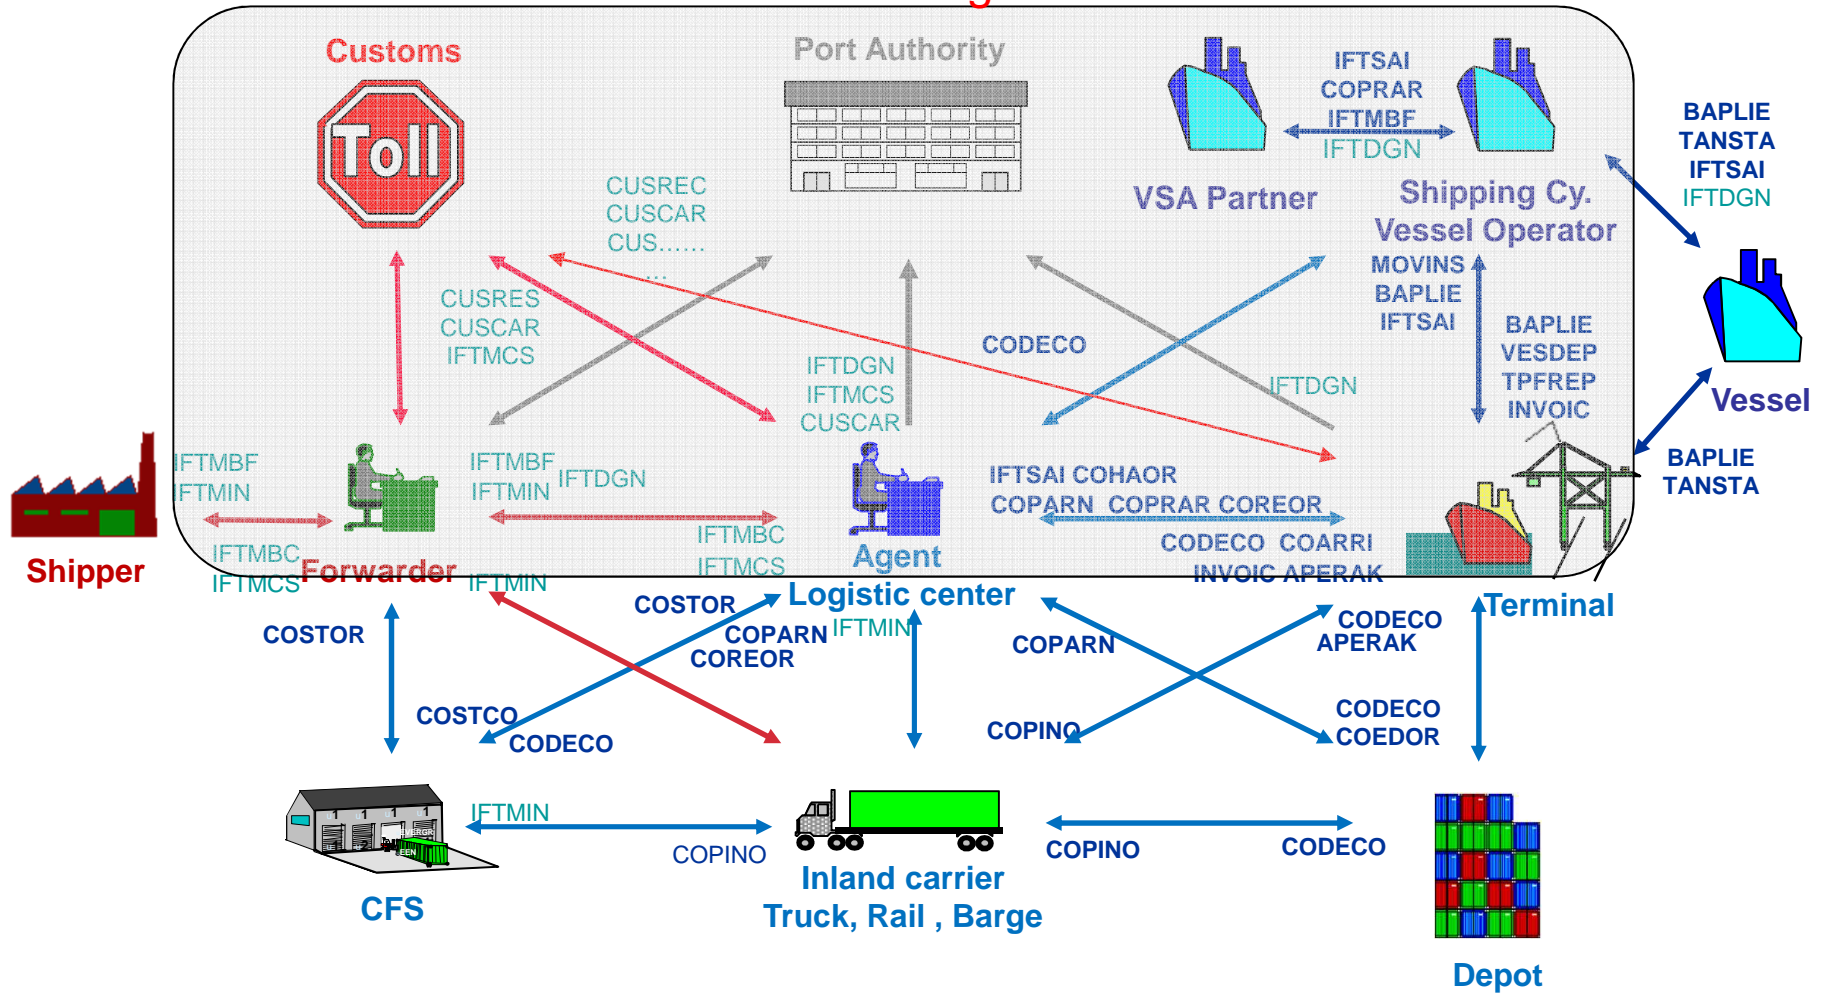 g
Customs
Port Authority
IFTSAI
COPRAR
IFTMBF
IFTDGN
BAPLIE
TANSTA
IFTSAI
IFTDGN
Toll
CUSREC
CUSCAR
CUS……
…
VSA Partner
Shipping Cy.
Vessel Operator
MOVINS
BAPLIE
IFTSAI
CUSRES
CUSCAR
IFTMCS
CODECO
BAPLIE
VESDEP
TPFREP
INVOIC
IFTDGN
IFTMCS
CUSCAR
IFTDGN
Vessel
IFTMBF
IFTMIN
IFTMBF
IFTMIN
IFTDGN
IFTSAI COHAOR
COPARN COPRAR COREOR
BAPLIE
TANSTA
IFTMBC
IFTMCS
IFTMBC
IFTMCS
CODECO COARRI
INVOIC APERAK
Shipper
Forwarder
IFTMIN
Agent
Logistic center
Terminal
COSTOR
COSTOR
COPARN
COREOR
IFTMIN
COPARN
CODECO
APERAK
COSTCO
CODECO
COPINO
CODECO
COEDOR
u1 u1 u1 u1
IFTMIN
COPINO
COPINO
CODECO
CFS
Inland carrier
Truck, Rail , Barge
Depot